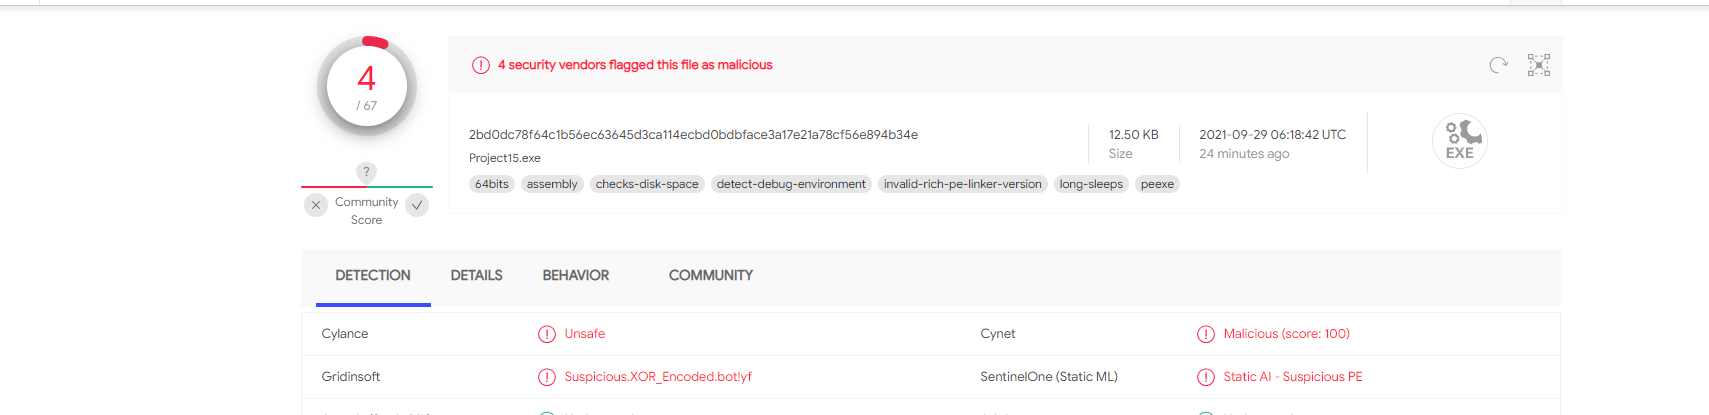 4
/ 67
?
Community
Score
4 security vendors flagged this file as malicious
2bd0dc78f64c1b56ec63645d3ca114ecbd0bdbface3a17e21a78cf56e894b34e
Project15.exe
64bits assembly checks-disk-space detect-debug-environment invalid-rich-pe-linker-version long-sleeps peexe
12.50 KB
Size
2021-09-29 06:18:42 UTC
24 minutes ago
EXE
DETECTION DETAILS BEHAVIOR COMMUNITY
Cylance Unsafe Cynet Malicious (score: 100)
Gridinsoft Suspicious.XOR_Encoded.bot!yf SentinelOne (Static ML) Static AI - Suspicious PE